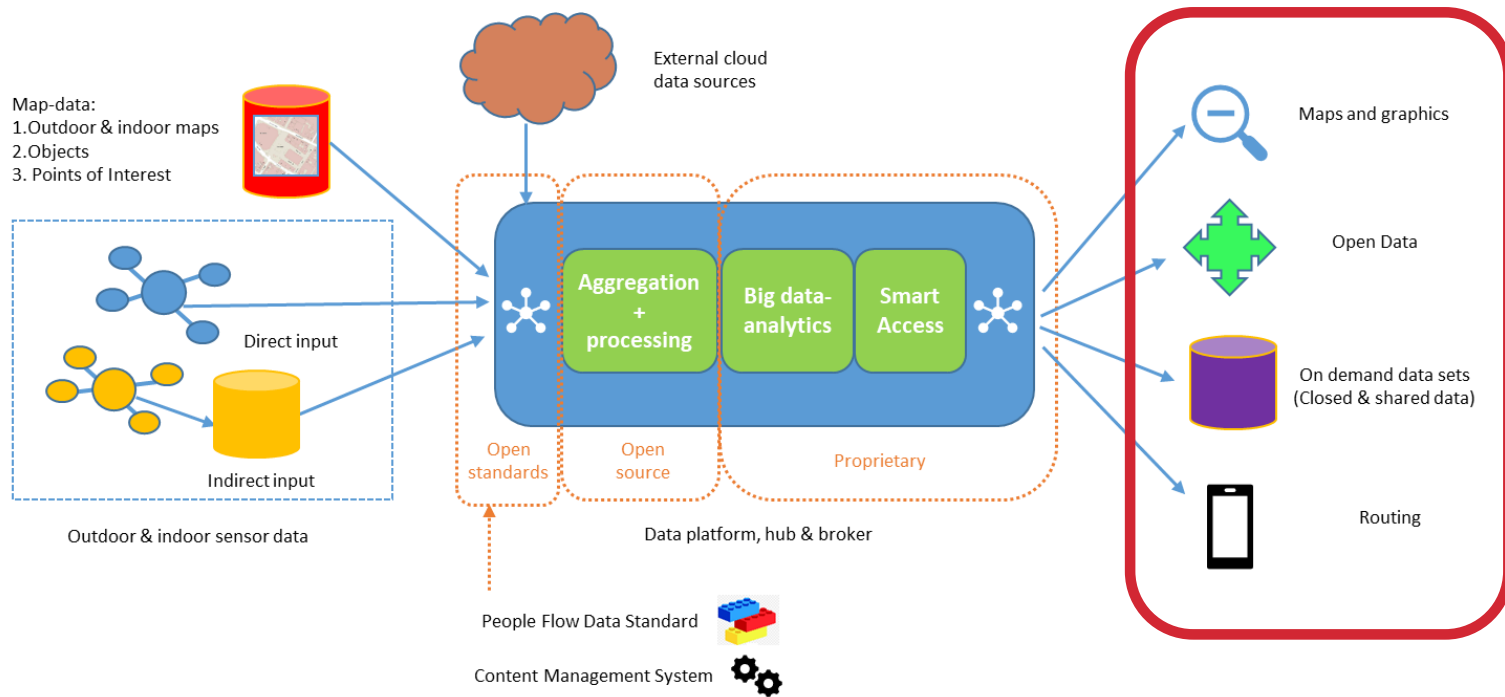 External cloud
data sources
Map-data:
1.Outdoor & indoor maps
2.Objects
3. Points of Interest
Direct input
Indirect input
Outdoor & indoor sensor data
Aggregation
+
processing
Big data-
analytics
Smart
Access
Open
standards
Open
source
Proprietary
Data platform, hub & broker
People Flow Data Standard
Content Management System
Maps and graphics
Open Data
On demand data sets
(Closed & shared data)
Routing